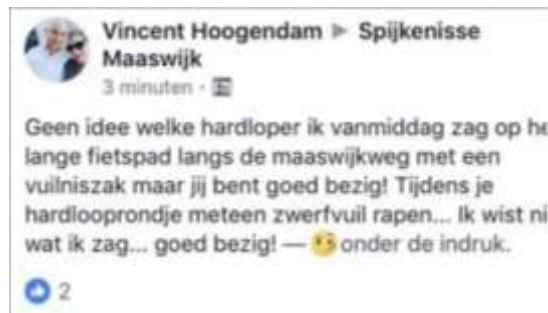 Vincent Hoogendam ▶ Spijkenisse
Maaswijk
3 minuten ·
Geen idee welke hardloper ik vanmiddag zag op he
lange fietspad langs de maaswijkweg met een
vuilniszak maar jij bent goed bezig! Tijdens je
hardlooprondje meteen zwerfvuil rapen... Ik wist ni
wat ik zag... goed bezig! — 🤨 onder de indruk.
2